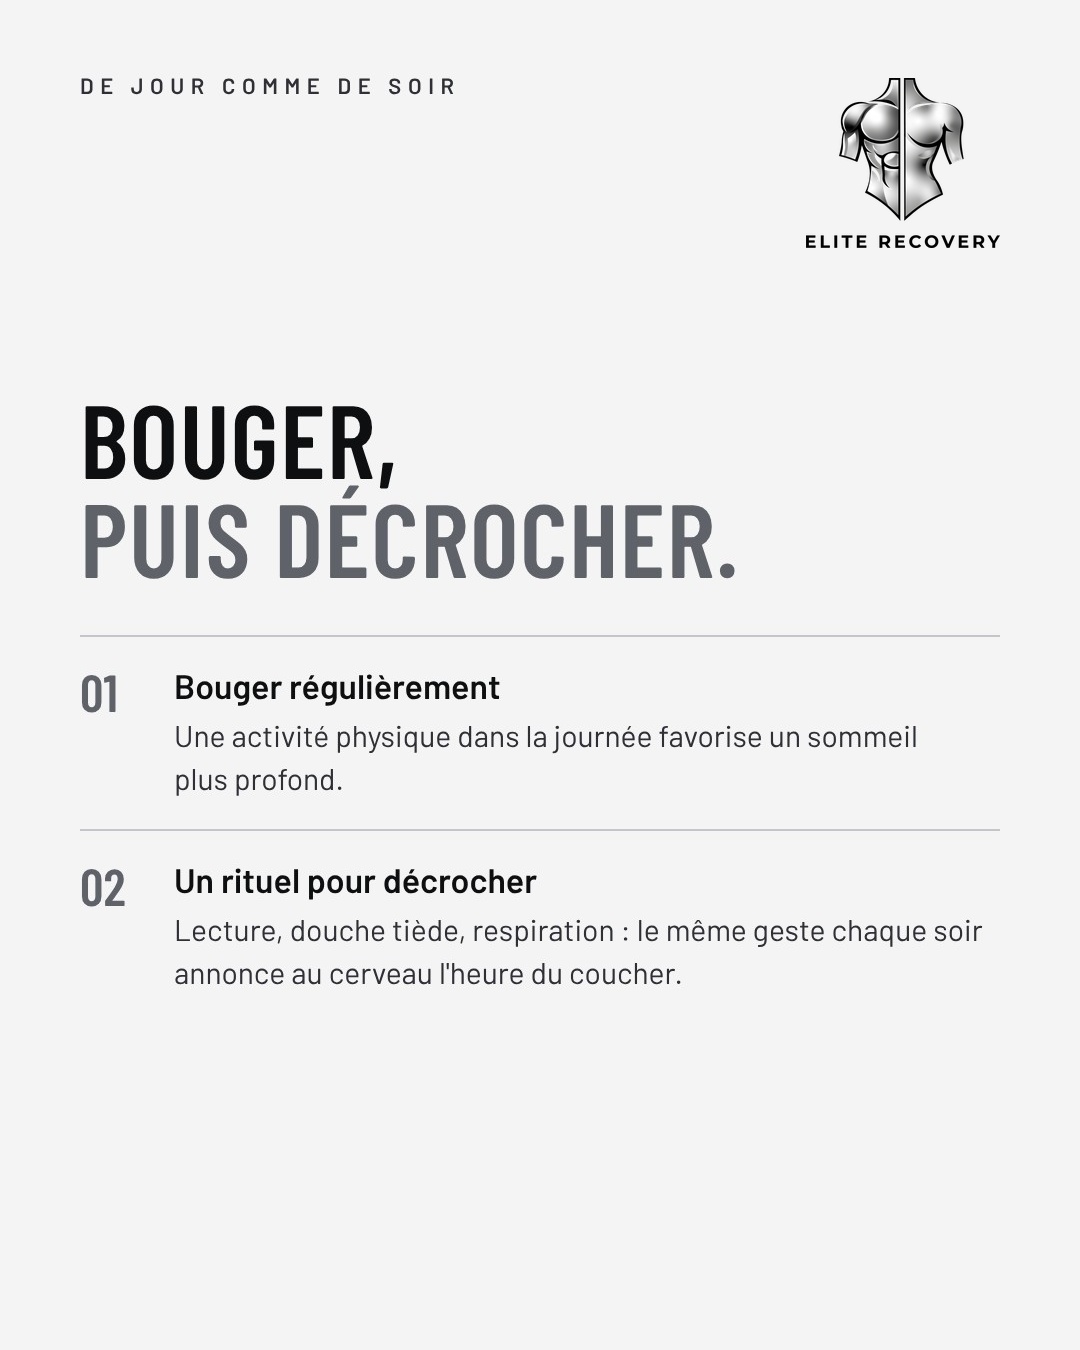 DE JOUR COMME DE SOIR
ELITE RECOVERY
BOUGER,
PUIS DÉCROCHER.
01
Bouger régulièrement
Une activité physique dans la journée favorise un sommeil
plus profond.
02
Un rituel pour décrocher
Lecture, douche tiède, respiration : le même geste chaque soir
annonce au cerveau l'heure du coucher.